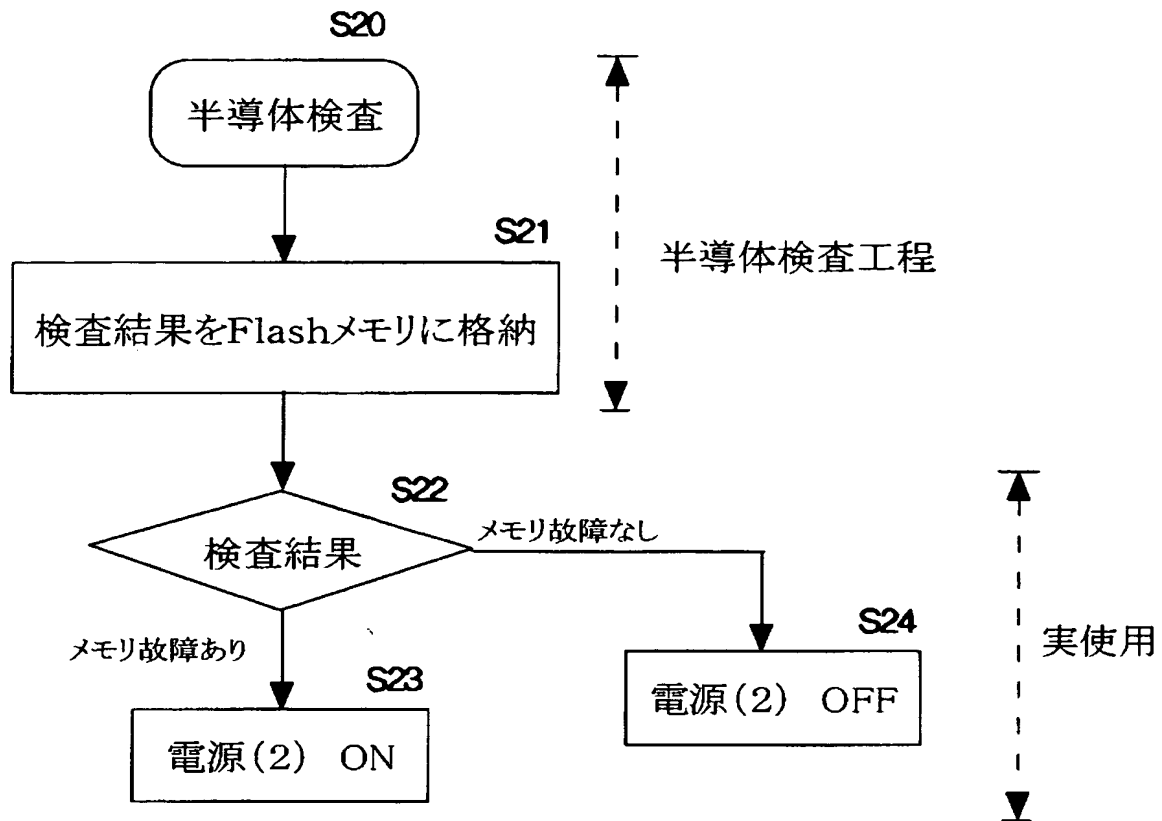 S20
半導体検査
S21
検査結果をFlashメモリに格納
半導体検査工程
S22
検査結果
メモリ故障なし
メモリ故障あり
S23
電源(2) ON
S24
電源(2) OFF
実使用